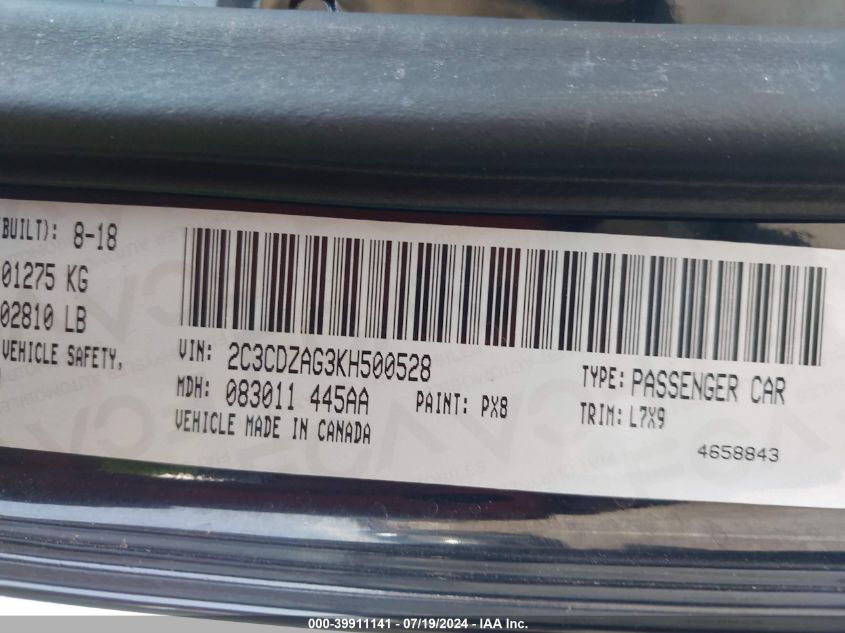 (BUILT): 8-18
01275 KG
02810 LB
VEHICLE SAFETY,
VIN: 2C3CDZAG3KH500528
TYPE: PASSENGER CAR
MDH: 083011 445AA
PAINT: PX8
TRIM: L7X9
VEHICLE MADE IN CANADA
4658843
000-39911141 - 07/19/2024 - IAA Inc.